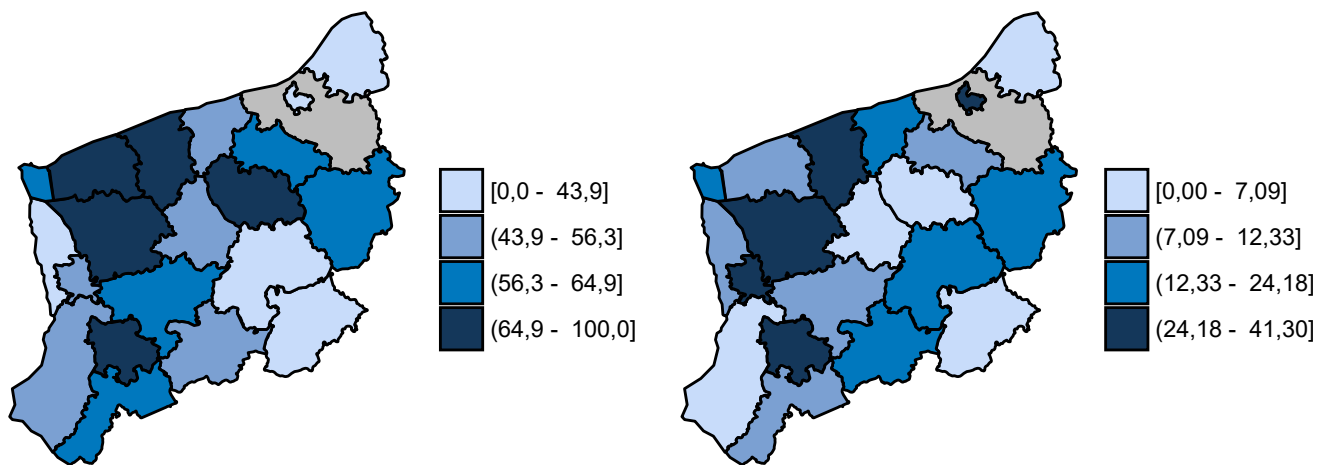 [0,0 - 43,9]
(43,9 - 56,3]
(56,3 - 64,9]
(64,9 - 100,0]
[0,00 - 7,09]
(7,09 - 12,33]
(12,33 - 24,18]
(24,18 - 41,30]